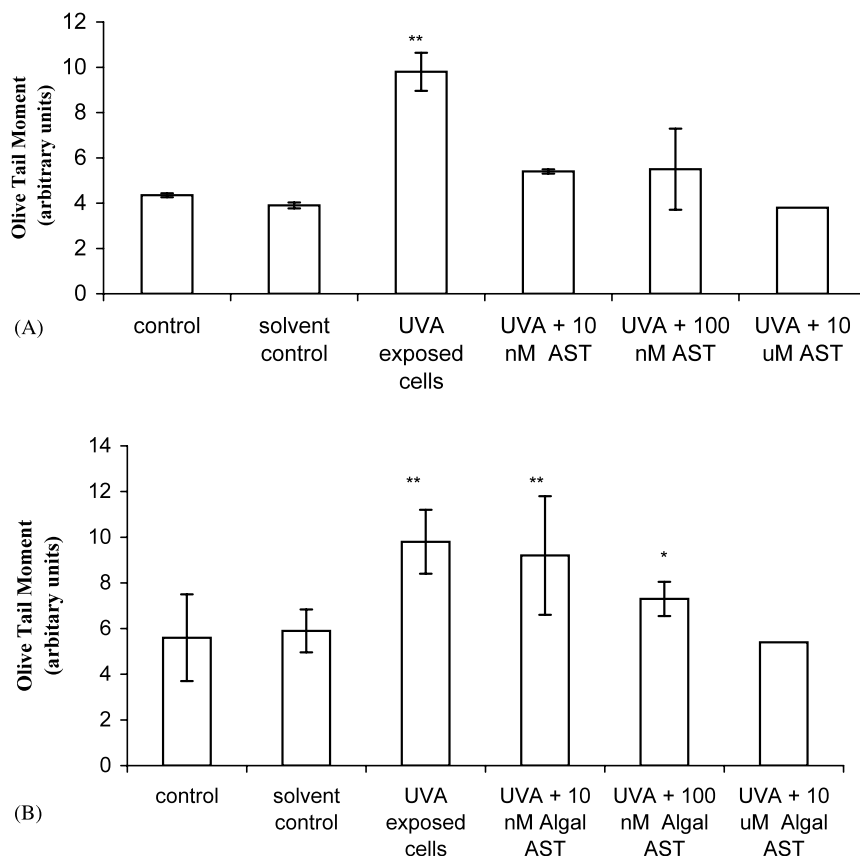 12
10
8
6
4
2
0
Olive Tail Moment
(arbitrary units)
**
control
solvent
control
UVA
exposed
cells
UVA + 10
nM AST
UVA + 100
nM AST
UVA + 10
uM AST
(A)
14
12
10
8
6
4
2
0
Olive Tail Moment
(arbitary units)
**
**
*
control
solvent
control
UVA
exposed
cells
UVA + 10
nM Algal
AST
UVA + 100
nM Algal
AST
UVA + 10
uM Algal
AST
(B)